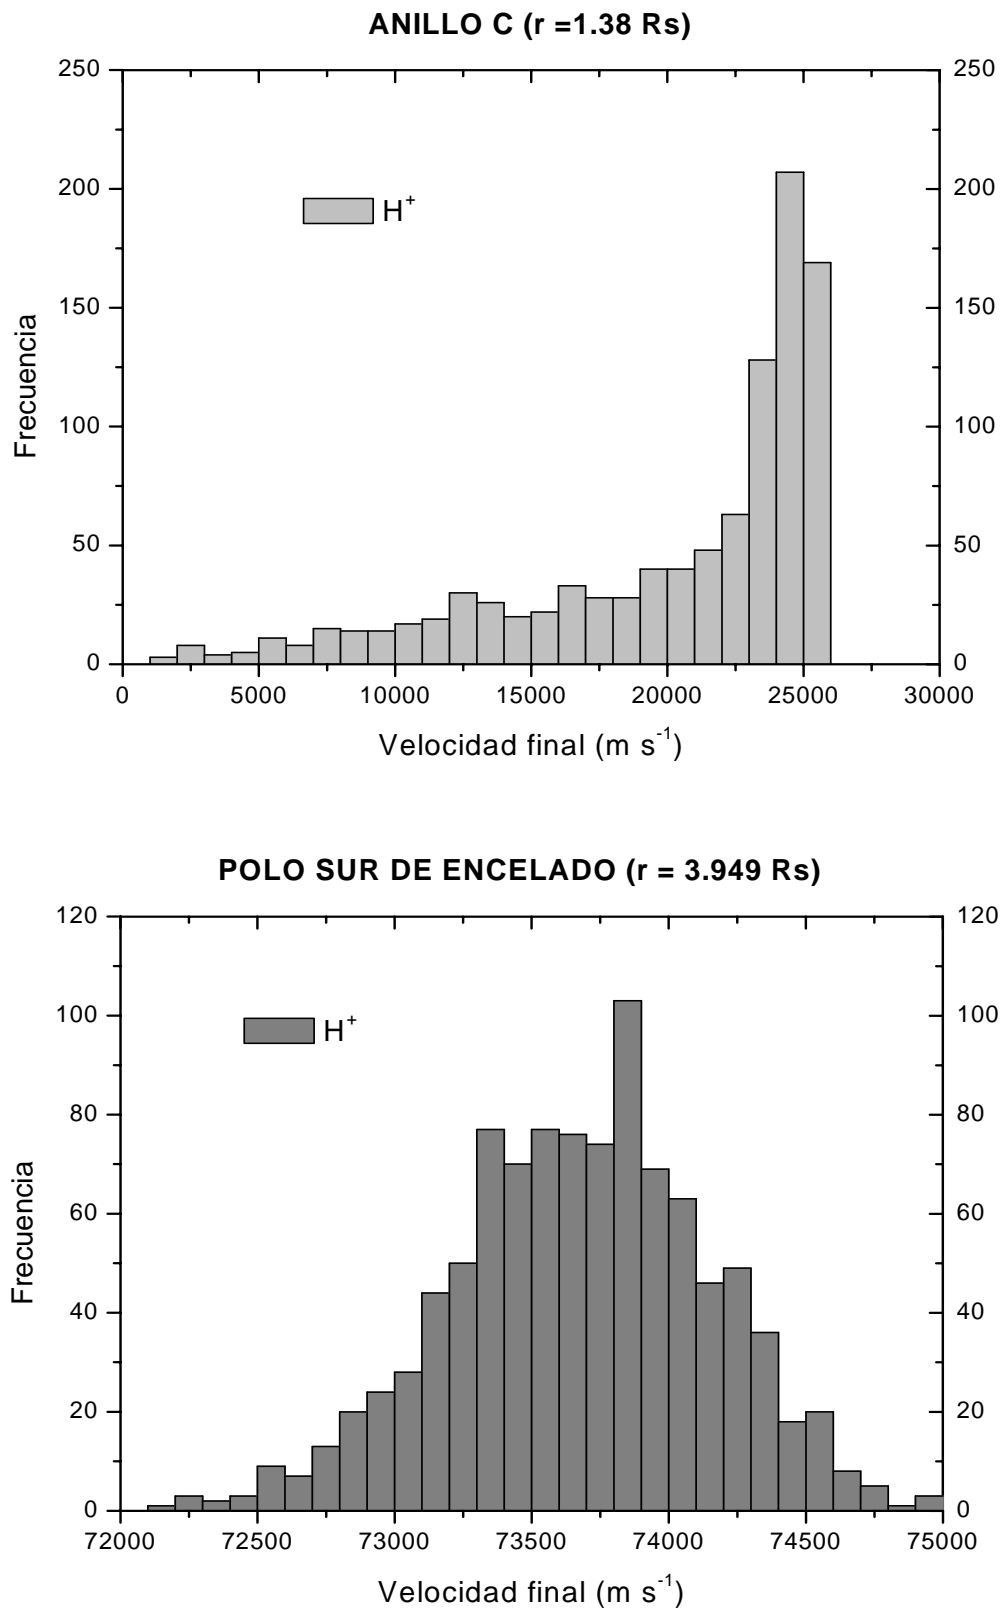 ANILLO C (r =1.38 Rs)
250 250
200 200
H+
150 150
Frecuencia
100 100
50 50
0 0
0 5000 10000 15000 20000 25000 30000
Velocidad final (m s-1)
POLO SUR DE ENCELADO (r = 3.949 Rs)
120 120
100 100
H+
80 80
Frecuencia
60 60
40 40
20 20
0 0
72000 72500 73000 73500 74000 74500 75000
Velocidad final (m s-1)